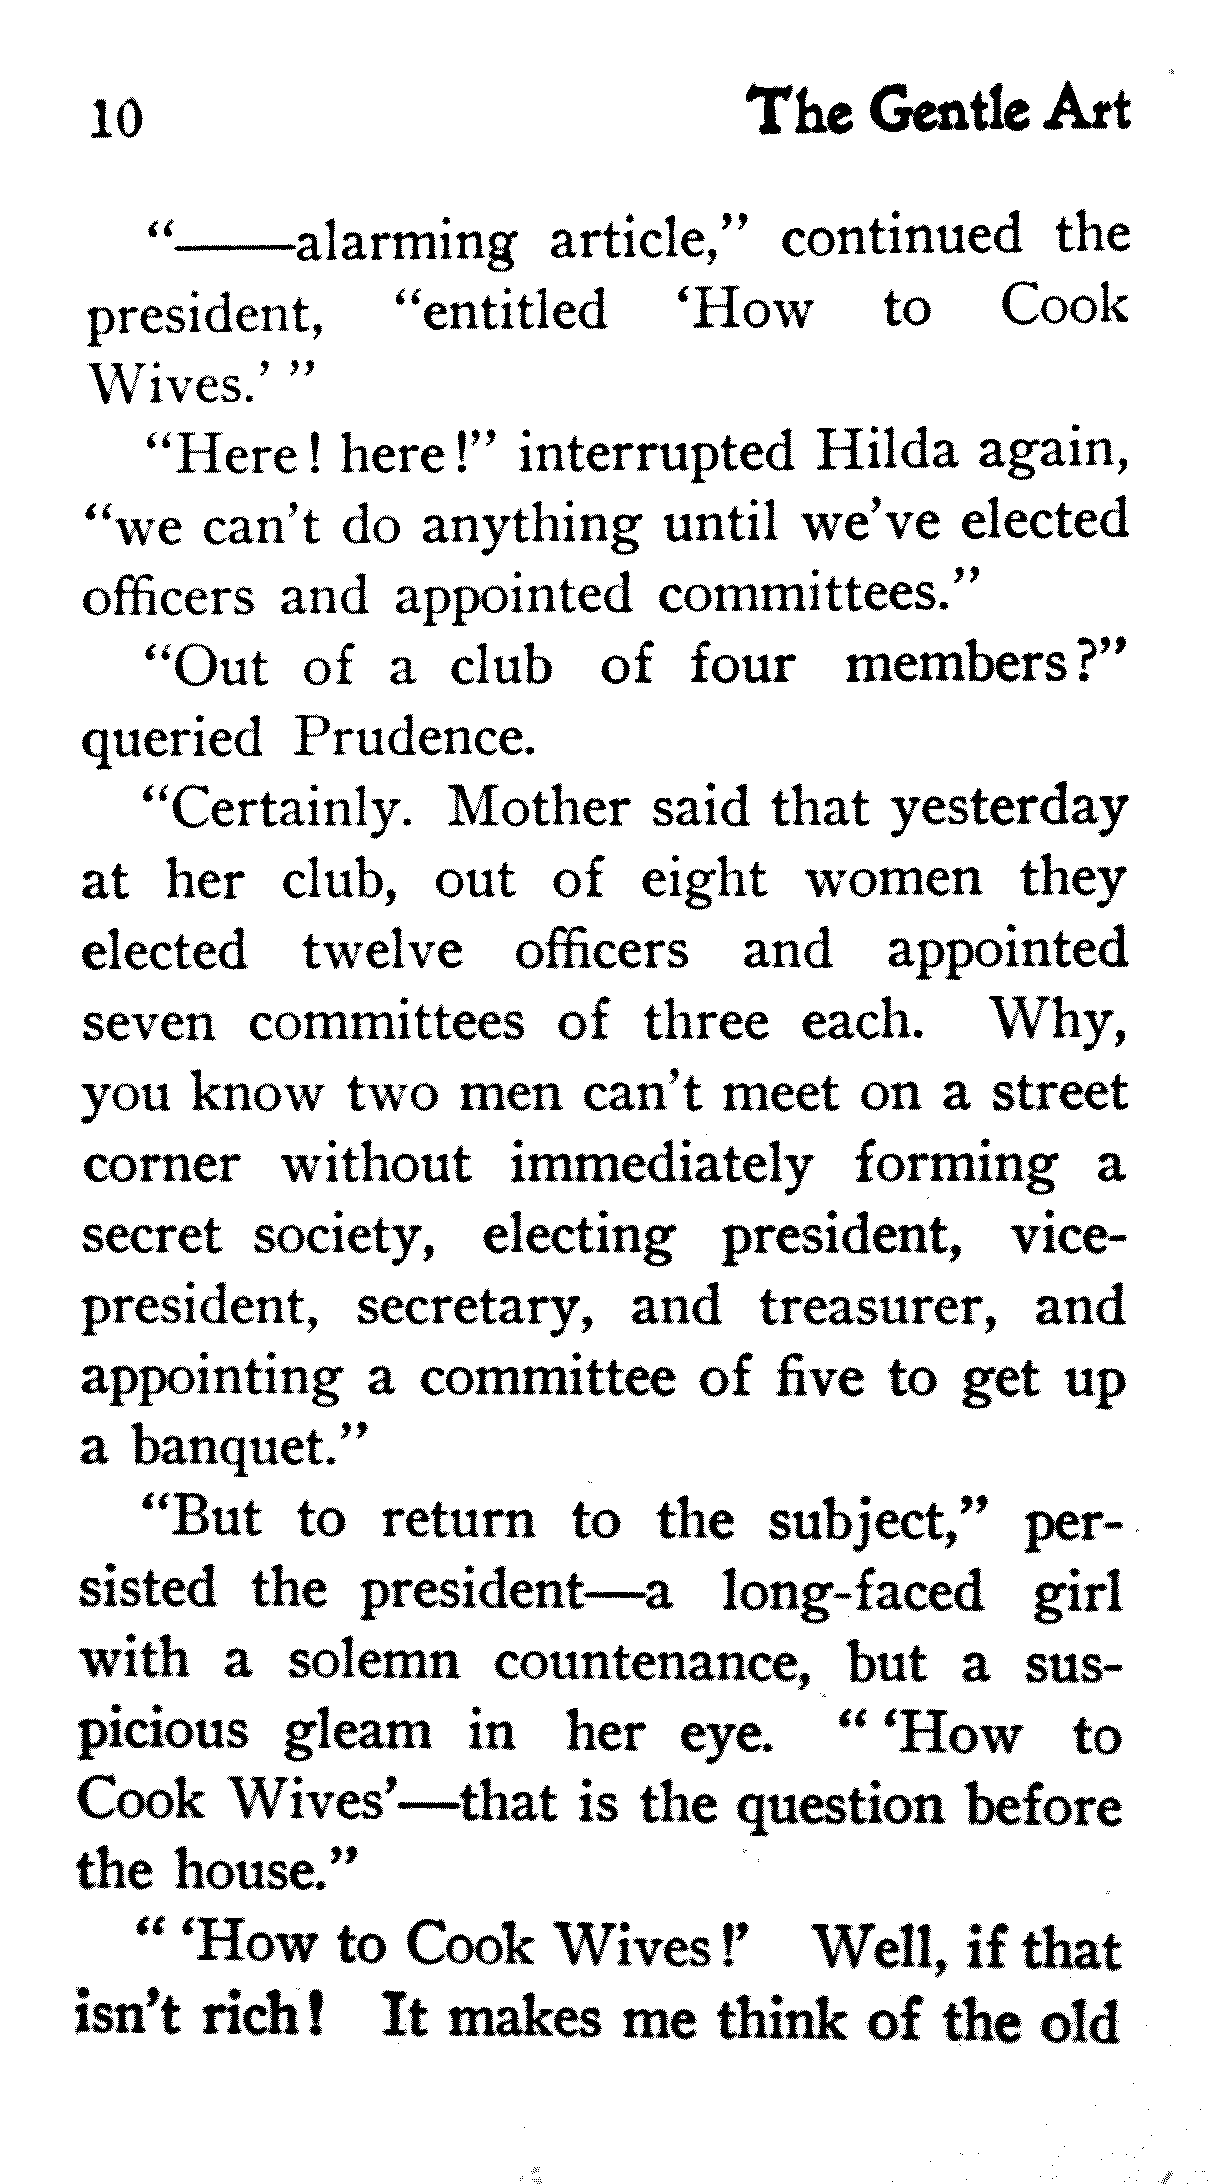 10 The Gentle Art
“——alarming article,” continued the
president, “entitled ‘How to Cook
Wives.’ ”
“Here! here!” interrupted Hilda again,
“we can’t do anything until we’ve elected
officers and appointed committees.”
“Out of a club of four members?”
queried Prudence.
“Certainly. Mother said that yesterday
at her club, out of eight women they
elected twelve officers and appointed
seven committees of three each. Why,
you know two men can’t meet on a street
corner without immediately forming a
secret society, electing president, vice-
president, secretary, and treasurer, and
appointing a committee of five to get up
a banquet.”
“But to return to the subject,” per-
sisted the president—a long-faced girl
with a solemn countenance, but a sus-
picious gleam in her eye. “ ‘How to
Cook Wives’—that is the question before
the house.”
“ ‘How to Cook Wives!’ Well, if that
isn’t rich! It makes me think of the old